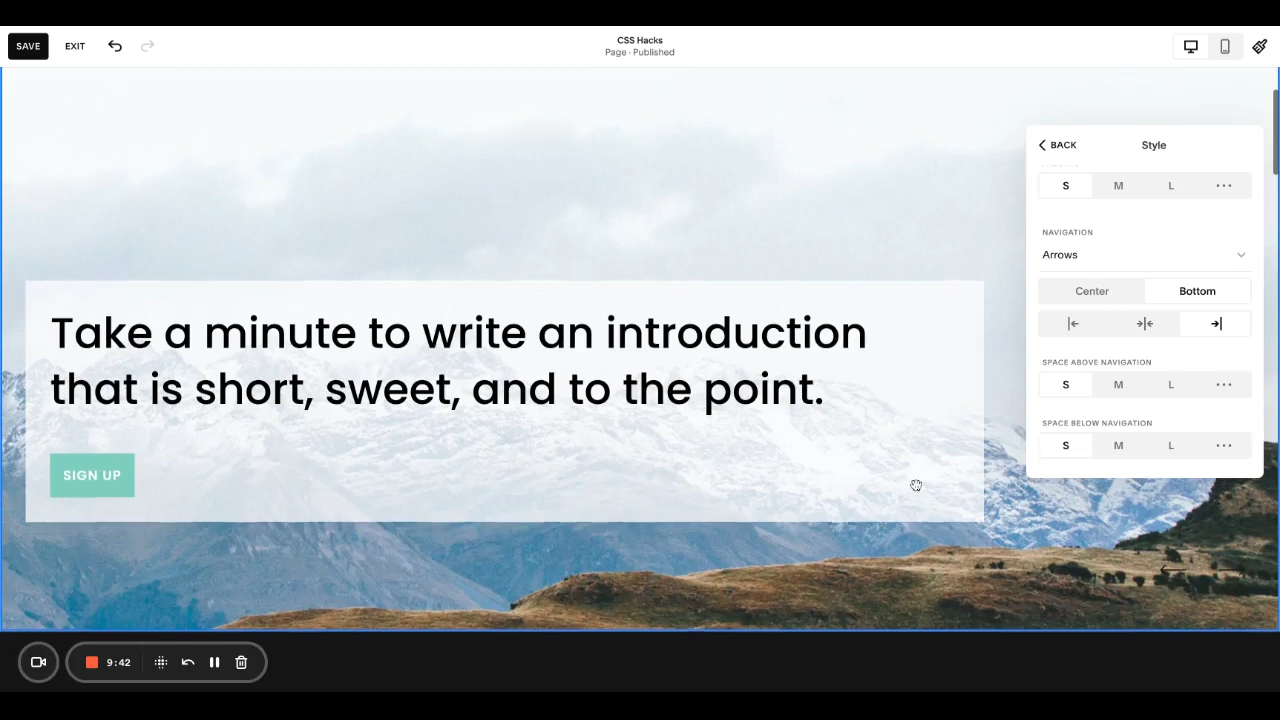 SAVE
EXIT
CSS Hacks
Page · Published
BACK
Style
S M L ...
NAVIGATION
Arrows
Center
Bottom
SPACE ABOVE NAVIGATION
S M L ...
SPACE BELOW NAVIGATION
S M L ...
Take a minute to write an introduction
that is short, sweet, and to the point.
SIGN UP
9:42